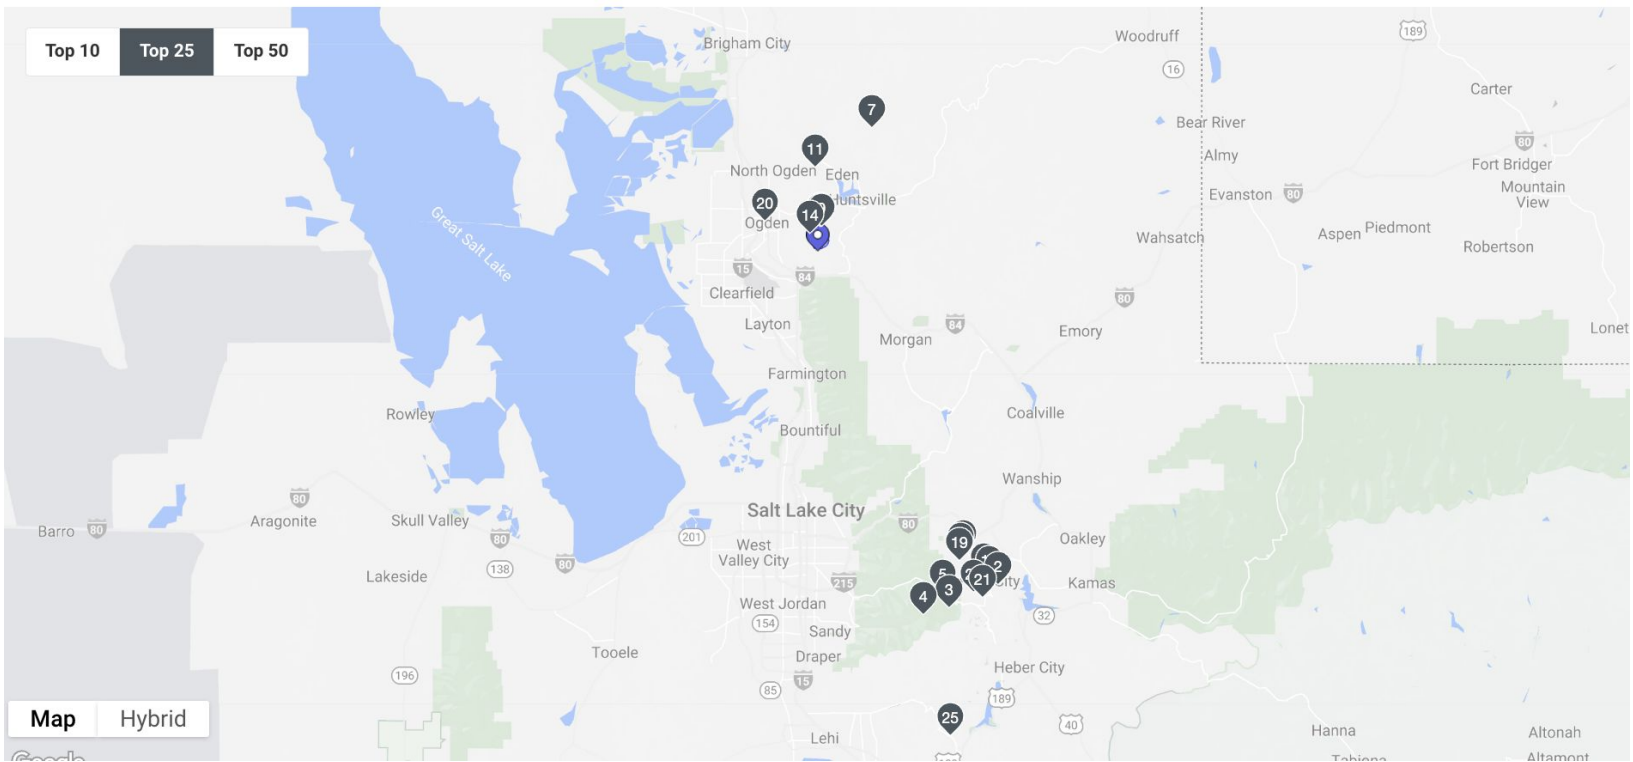 Top 10
Top 25
Top 50
Brigham City
Woodruff
189
16
Carter
7
Bear River
80
11
Almy
Fort Bridger
North Ogden
Eden
Mountain
View
Evanston
80
20
Huntsville
14
Ogden
Great Salt Lake
Wahsatch
Aspen
Piedmont
Robertson
15
84
Clearfield
80
Layton
84
Emory
Lonet
Morgan
Farmington
Rowley
Coalville
Bountiful
Wanship
80
Salt Lake City
Aragonite
Skull Valley
80
Barro
80
80
201
19
Oakley
West
Valley City
80
138
Lakeside
5
2
21
City
Kamas
215
4
3
West Jordan
154
32
Sandy
Tooele
Draper
Heber City
196
15
85
189
Map
Hybrid
25
40
Lehi
Hanna
Altonah
Google
Tabiona
Altamont